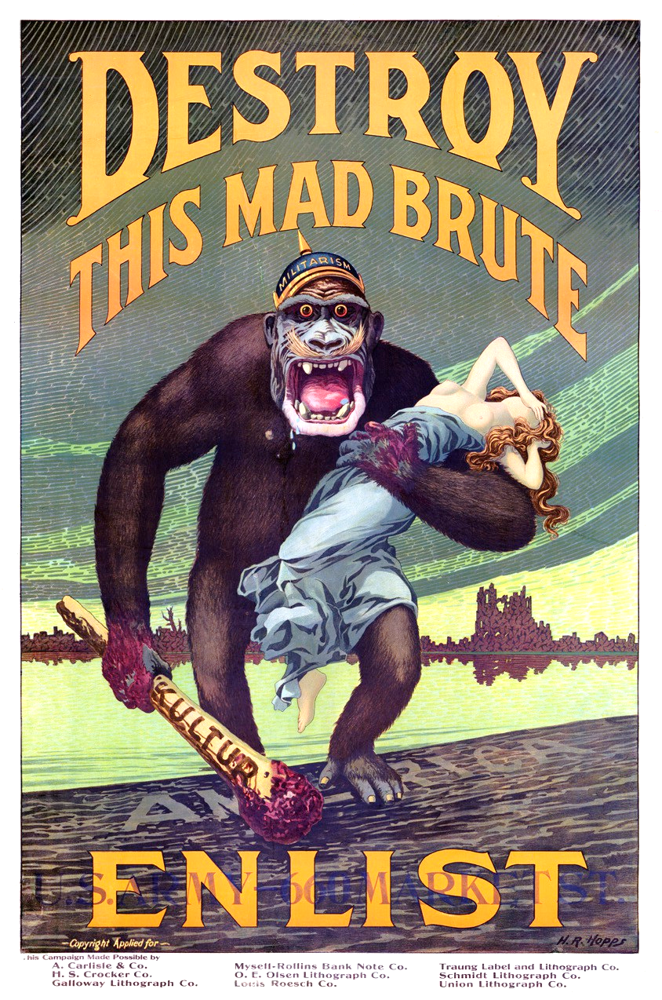 DESTROY
THIS MAD BRUTE
MILITARISM
KULTUR
AMERICA
ENLIST
U.S. ARMY - 660 MARKET ST.
-Copyright Applied for-
H. R. HOPPS
his Campaign Made Possible by
A. Carlisle & Co.
H. S. Crocker Co.
Galloway Lithograph Co.
Mysell-Rollins Bank Note Co.
O. E. Olsen Lithograph Co.
Louis Roesch Co.
Traung Label and Lithograph Co.
Schmidt Lithograph Co.
Union Lithograph Co.